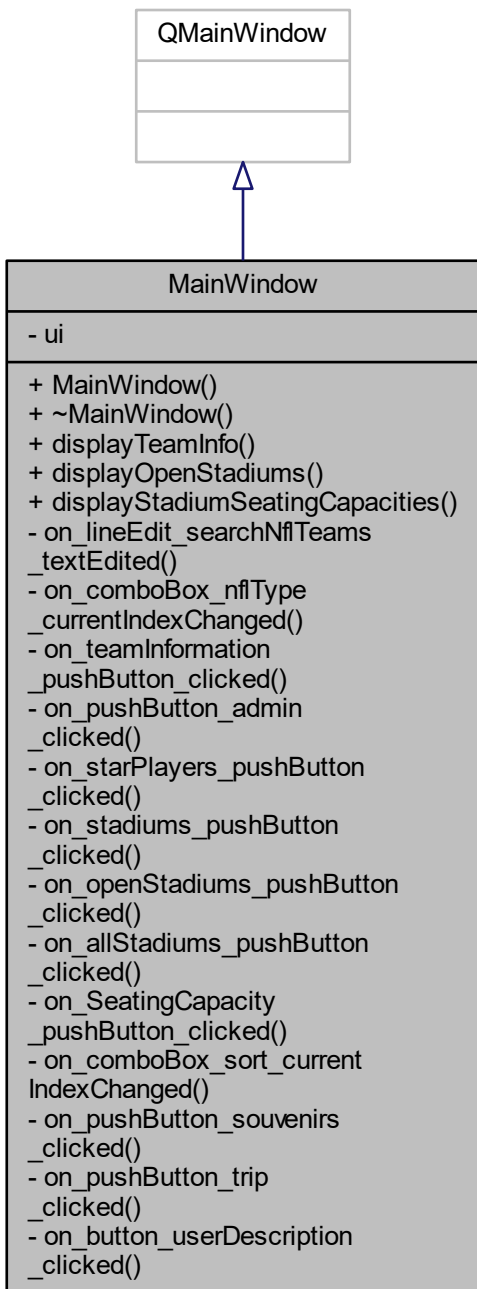 QMainWindow
MainWindow
- ui
+ MainWindow()
+ ~MainWindow()
+ displayTeamInfo()
+ displayOpenStadiums()
+ displayStadiumSeatingCapacities()
- on_lineEdit_searchNflTeams
_textEdited()
- on_comboBox_nflType
_currentIndexChanged()
- on_teamInformation
_pushButton_clicked()
- on_pushButton_admin
_clicked()
- on_starPlayers_pushButton
_clicked()
- on_stadiums_pushButton
_clicked()
- on_openStadiums_pushButton
_clicked()
- on_allStadiums_pushButton
_clicked()
- on_SeatingCapacity
_pushButton_clicked()
- on_comboBox_sort_current
IndexChanged()
- on_pushButton_souvenirs
_clicked()
- on_pushButton_trip
_clicked()
- on_button_userDescription
_clicked()